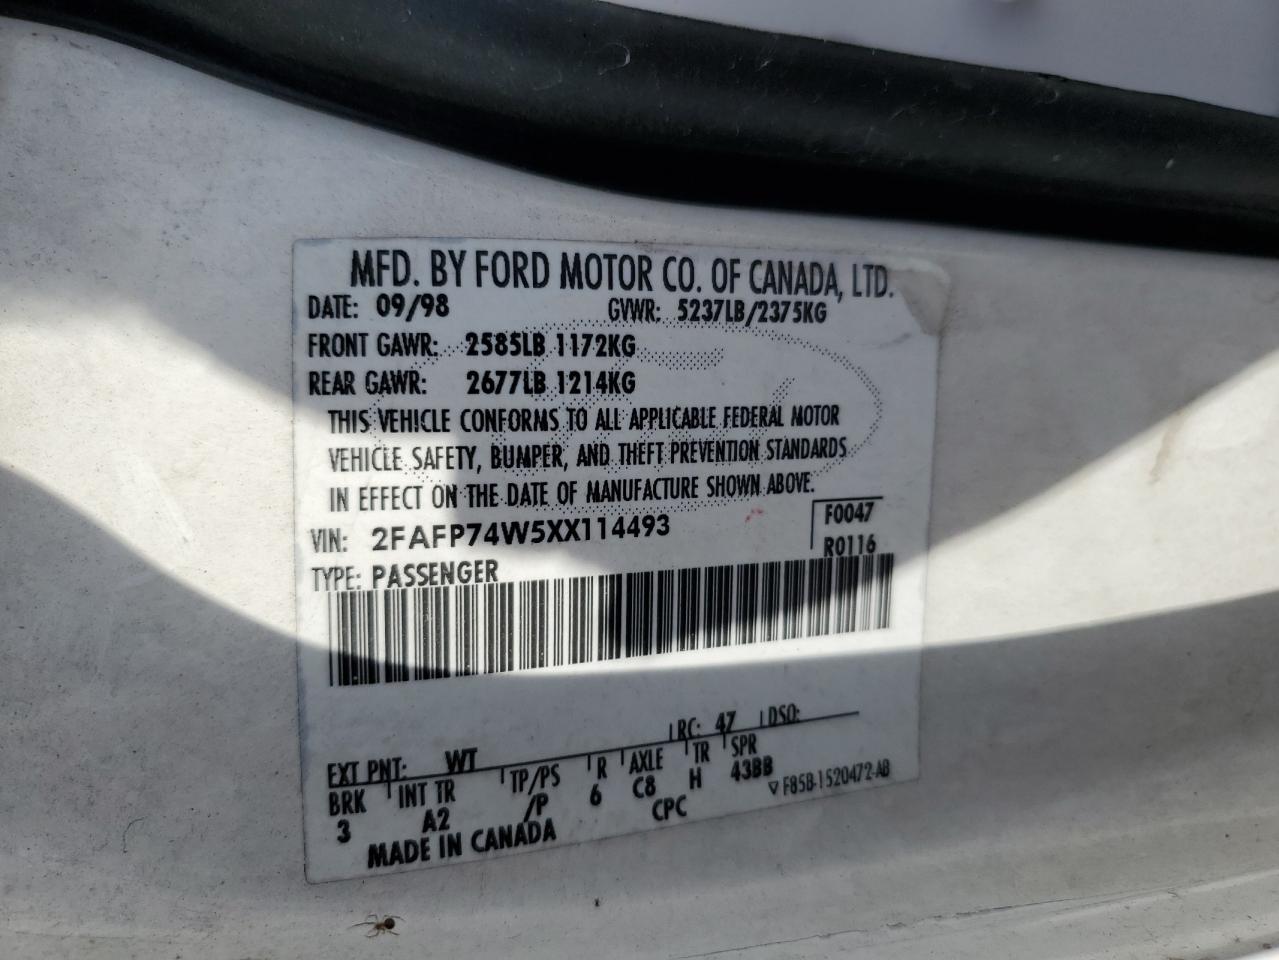 MFD. BY FORD MOTOR CO. OF CANADA, LTD.
DATE: 09/98 GVWR: 5237LB/2375KG
FRONT GAWR: 2585LB 1172KG
REAR GAWR: 2677LB 1214KG
THIS VEHICLE CONFORMS TO ALL APPLICABLE FEDERAL MOTOR
VEHICLE SAFETY, BUMPER, AND THEFT PREVENTION STANDARDS
IN EFFECT ON THE DATE OF MANUFACTURE SHOWN ABOVE.
VIN: 2FAFP74W5XX114493 F0047
TYPE: PASSENGER R0116
EXT PNT: WT RC: 47 DSO:
BRK INT TR TP/PS R AXLE TR SPR
3 A2 /P 6 C8 H 43BB
MADE IN CANADA CPC ▽ F85B-1520472-AB